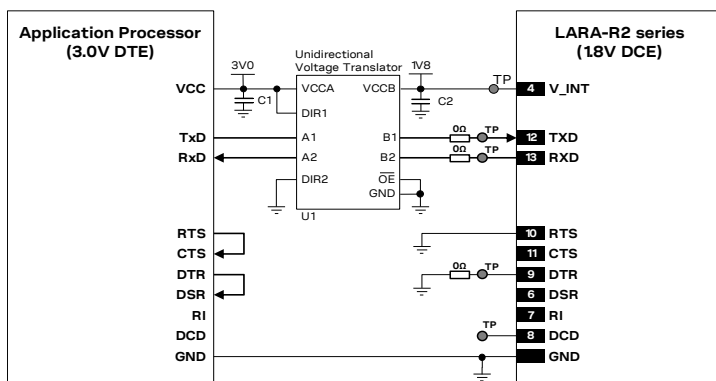 Application Processor
(3.0V DTE)
LARA-R2 series
(1.8V DCE)
Unidirectional
Voltage Translator
3V0
1V8
TP
VCC
C1
VCCA
VCCB
C2
4
V_INT
DIR1
0Ω
TP
TxD
A1
B1
12
TXD
0Ω
TP
RxD
A2
B2
13
RXD
DIR2
OE
GND
U1
RTS
10
RTS
CTS
11
CTS
0Ω
TP
DTR
9
DTR
DSR
6
DSR
RI
7
RI
TP
DCD
8
DCD
GND
GND